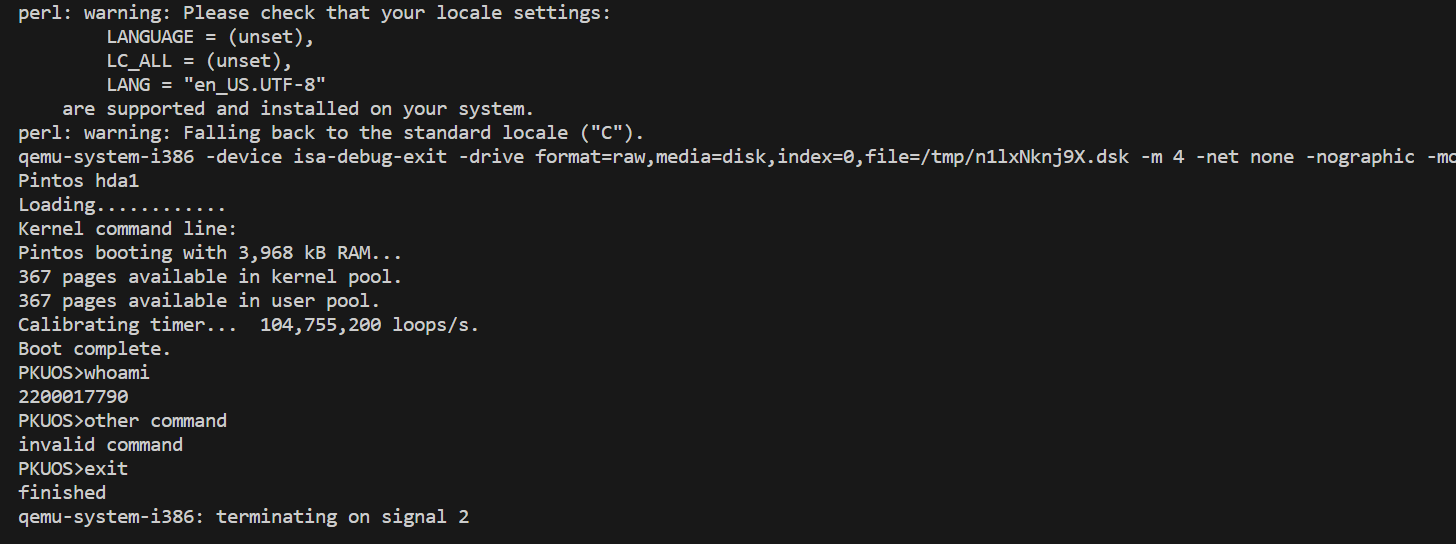 perl: warning: Please check that your locale settings:
LANGUAGE = (unset),
LC_ALL = (unset),
LANG = "en_US.UTF-8"
are supported and installed on your system.
perl: warning: Falling back to the standard locale ("C").
qemu-system-i386 -device isa-debug-exit -drive format=raw,media=disk,index=0,file=/tmp/n1lxNknj9X.dsk -m 4 -net none -nographic -mo
Pintos hda1
Loading............
Kernel command line:
Pintos booting with 3,968 kB RAM...
367 pages available in kernel pool.
367 pages available in user pool.
Calibrating timer...  104,755,200 loops/s.
Boot complete.
PKUOS>whoami
2200017790
PKUOS>other command
invalid command
PKUOS>exit
finished
qemu-system-i386: terminating on signal 2